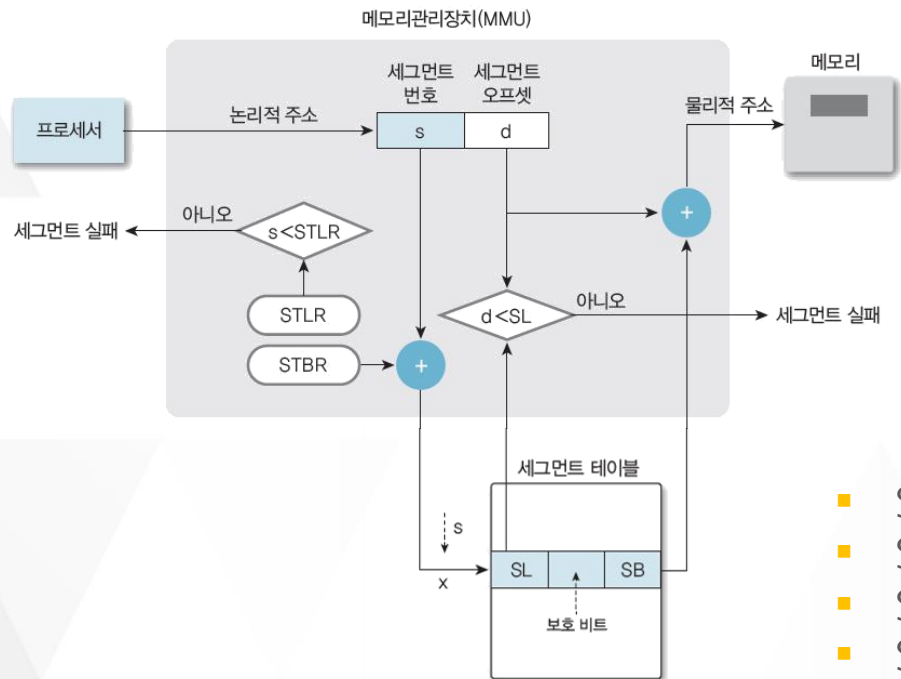 메모리관리장치(MMU)
메모리
세그먼트
번호
세그먼트
오프셋
프로세서
논리적 주소
s
d
물리적 주소
+
세그먼트 실패
아니오
s<STLR
STLR
STBR
+
d<SL
아니오
세그먼트 실패
세그먼트 테이블
s
x
SL
SB
보호 비트